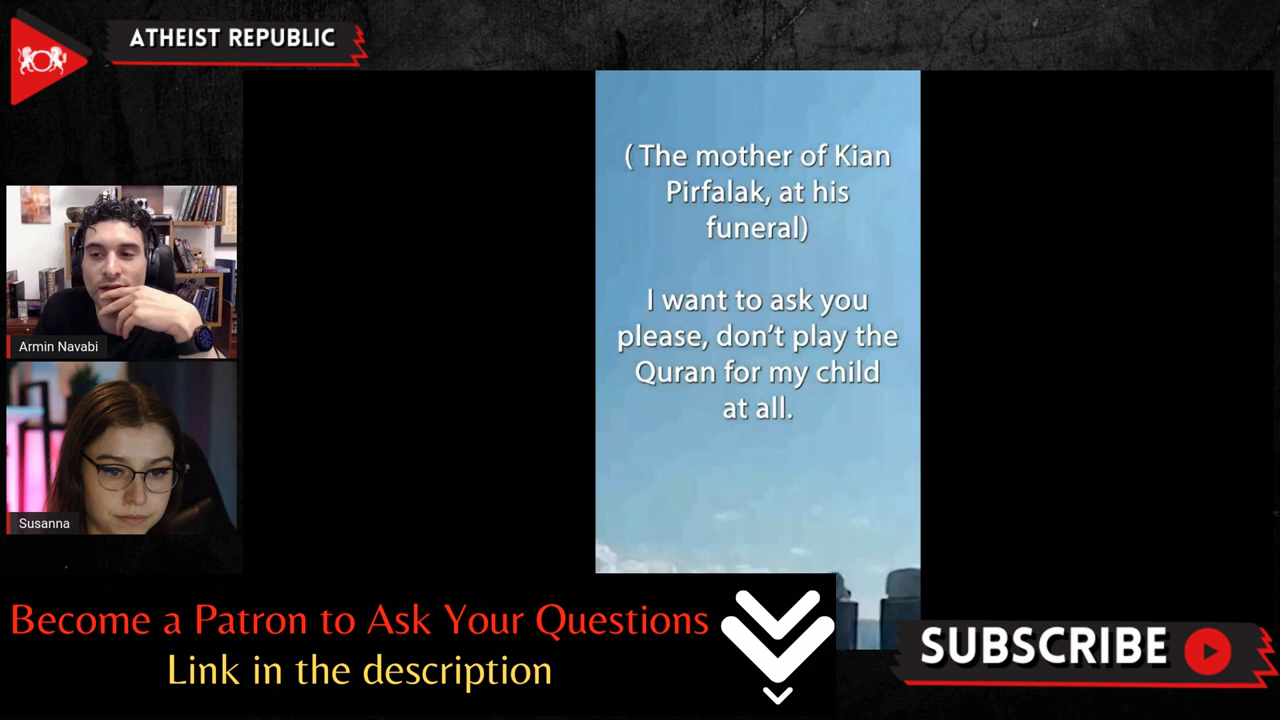 ATHEIST REPUBLIC
( The mother of Kian
Pirfalak, at his
funeral)
I want to ask you
please, don't play the
Quran for my child
at all.
Armin Navabi
Susanna
Become a Patron to Ask Your Questions
Link in the description
SUBSCRIBE